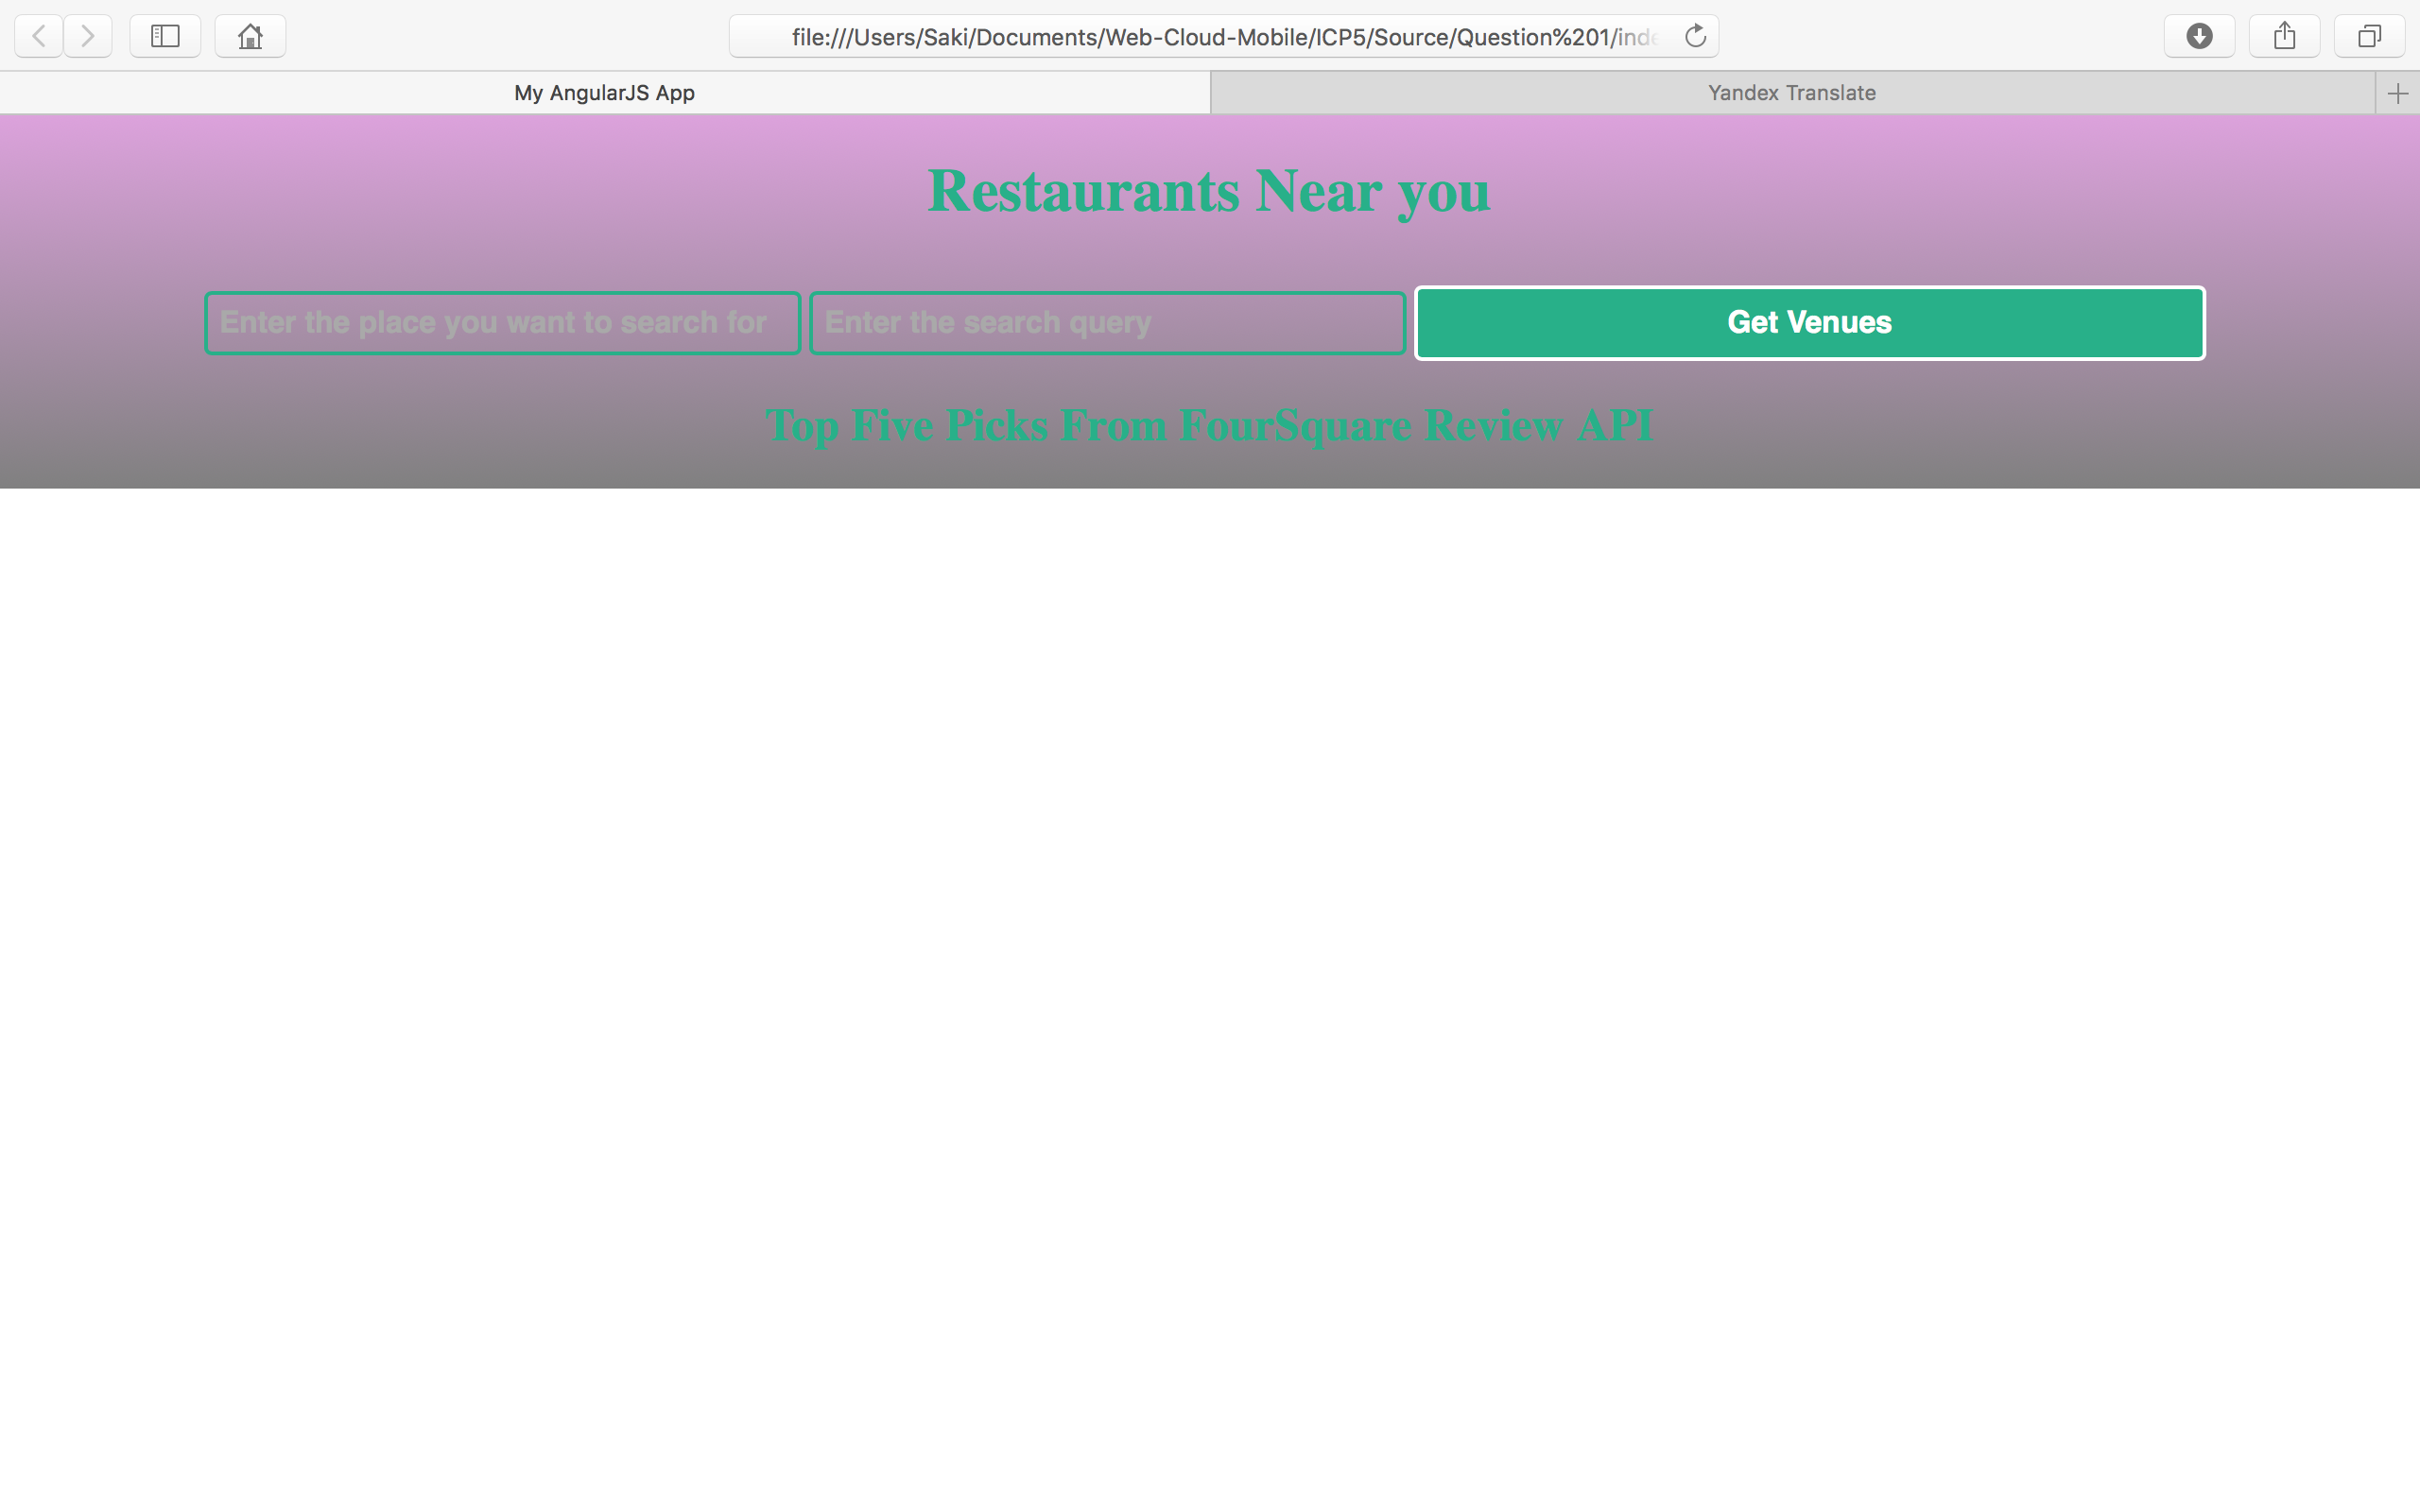 file:///Users/Saki/Documents/Web-Cloud-Mobile/ICP5/Source/Question%201/inde
My AngularJS App
Yandex Translate
Restaurants Near you
Enter the place you want to search for
Enter the search query
Get Venues
Top Five Picks From FourSquare Review API